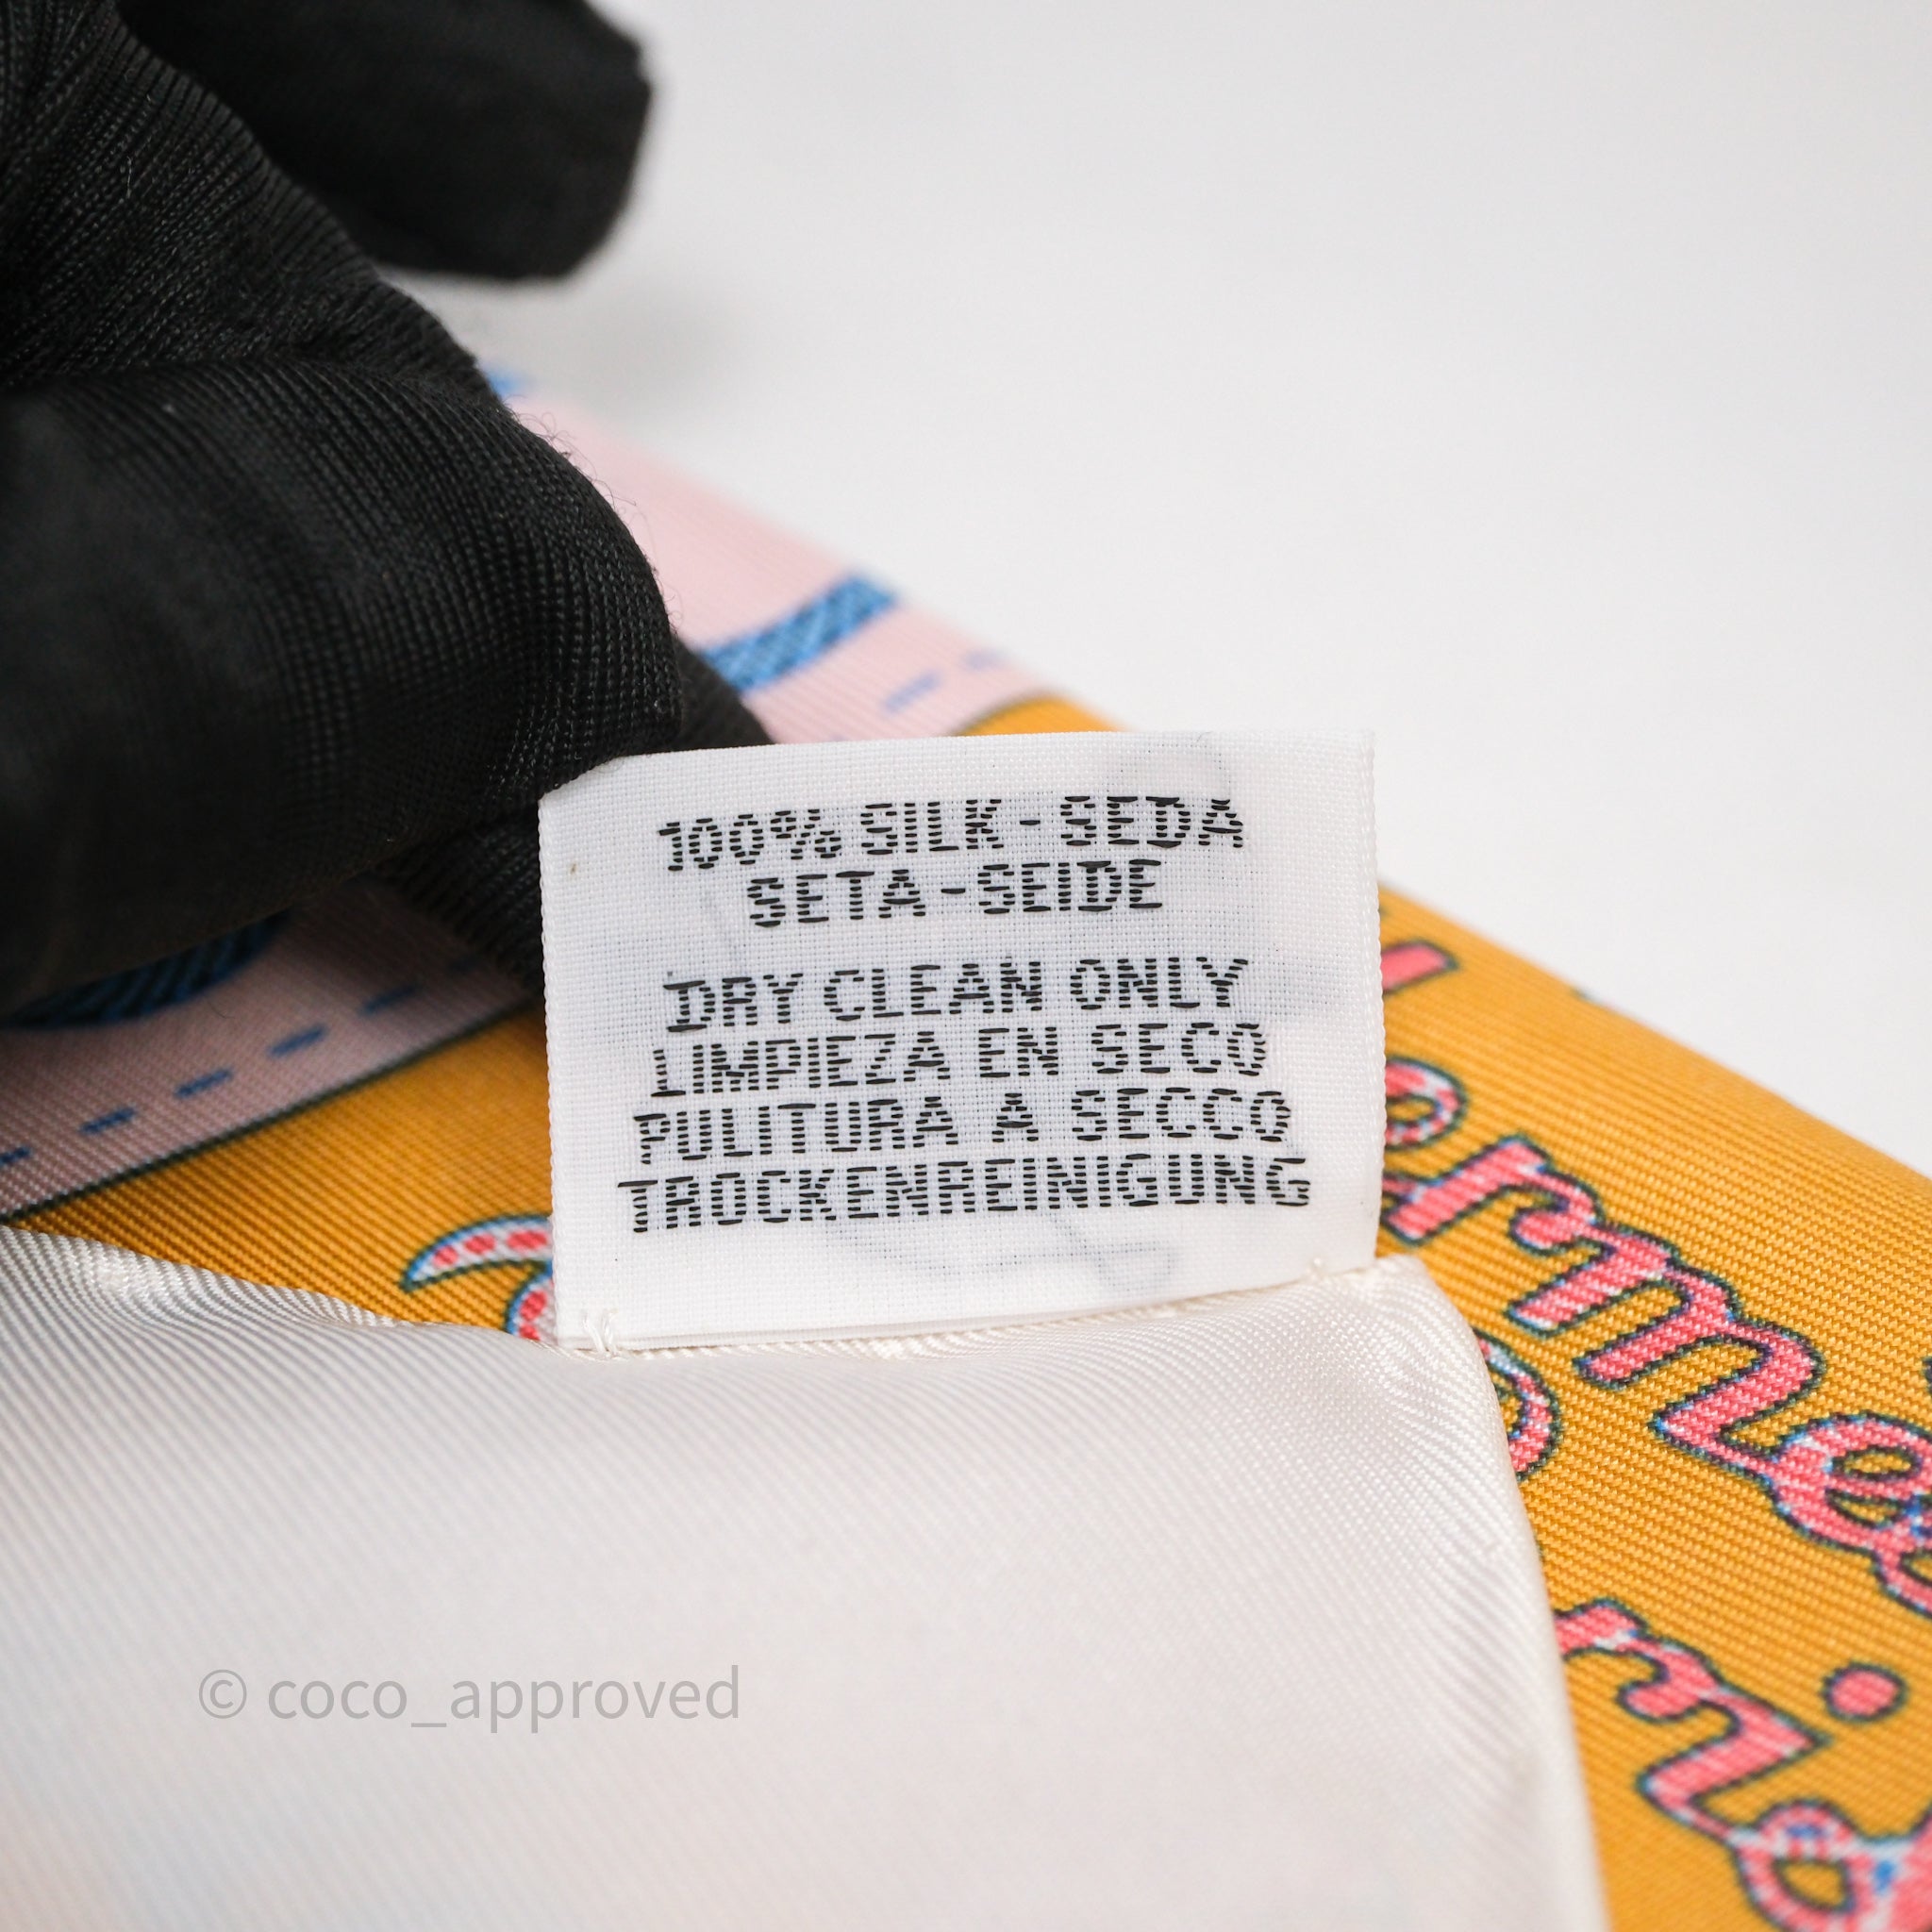 100% SILK-SEDA
SETA-SEIDE
DRY CLEAN ONLY
LIMPIEZA EN SECO
PULITURA A SECCO
TROCKENREINIGUNG
© coco_approved